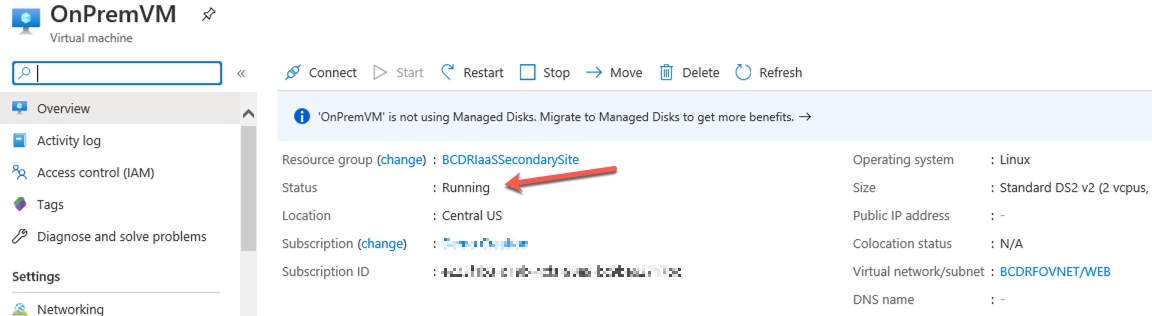 OnPremVM
Virtual machine
«
Connect Start Restart Stop Move Delete Refresh
Overview
Activity log
Access control (IAM)
Tags
Diagnose and solve problems
Settings
Networking
'OnPremVM' is not using Managed Disks. Migrate to Managed Disks to get more benefits. →
Resource group (change) : BCDRIaaSSecondarySite
Status : Running
Location : Central US
Subscription (change) :
Subscription ID :
Operating system : Linux
Size : Standard DS2 v2 (2 vcpus,
Public IP address : -
Colocation status : N/A
Virtual network/subnet : BCDRFOVNET/WEB
DNS name : -